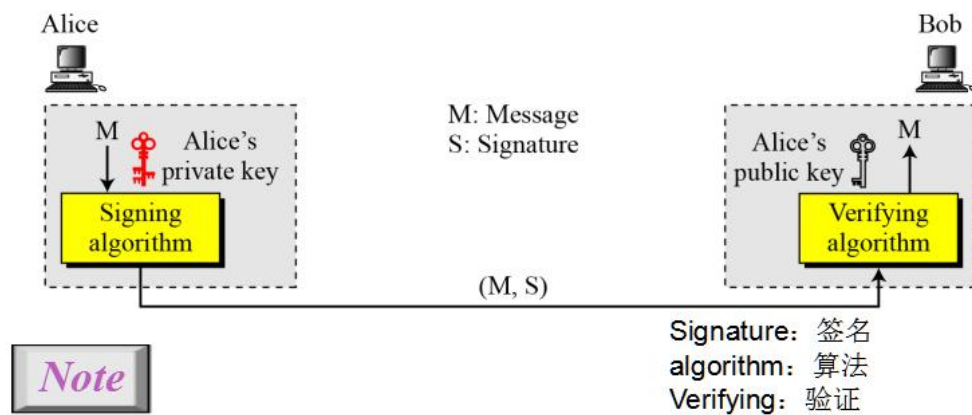 Alice
Bob
M
Alice's
private key
Signing
algorithm
M: Message
S: Signature
Alice's
public key
M
Verifying
algorithm
(M, S)
Signature：签名
algorithm：算法
Verifying：验证
Note